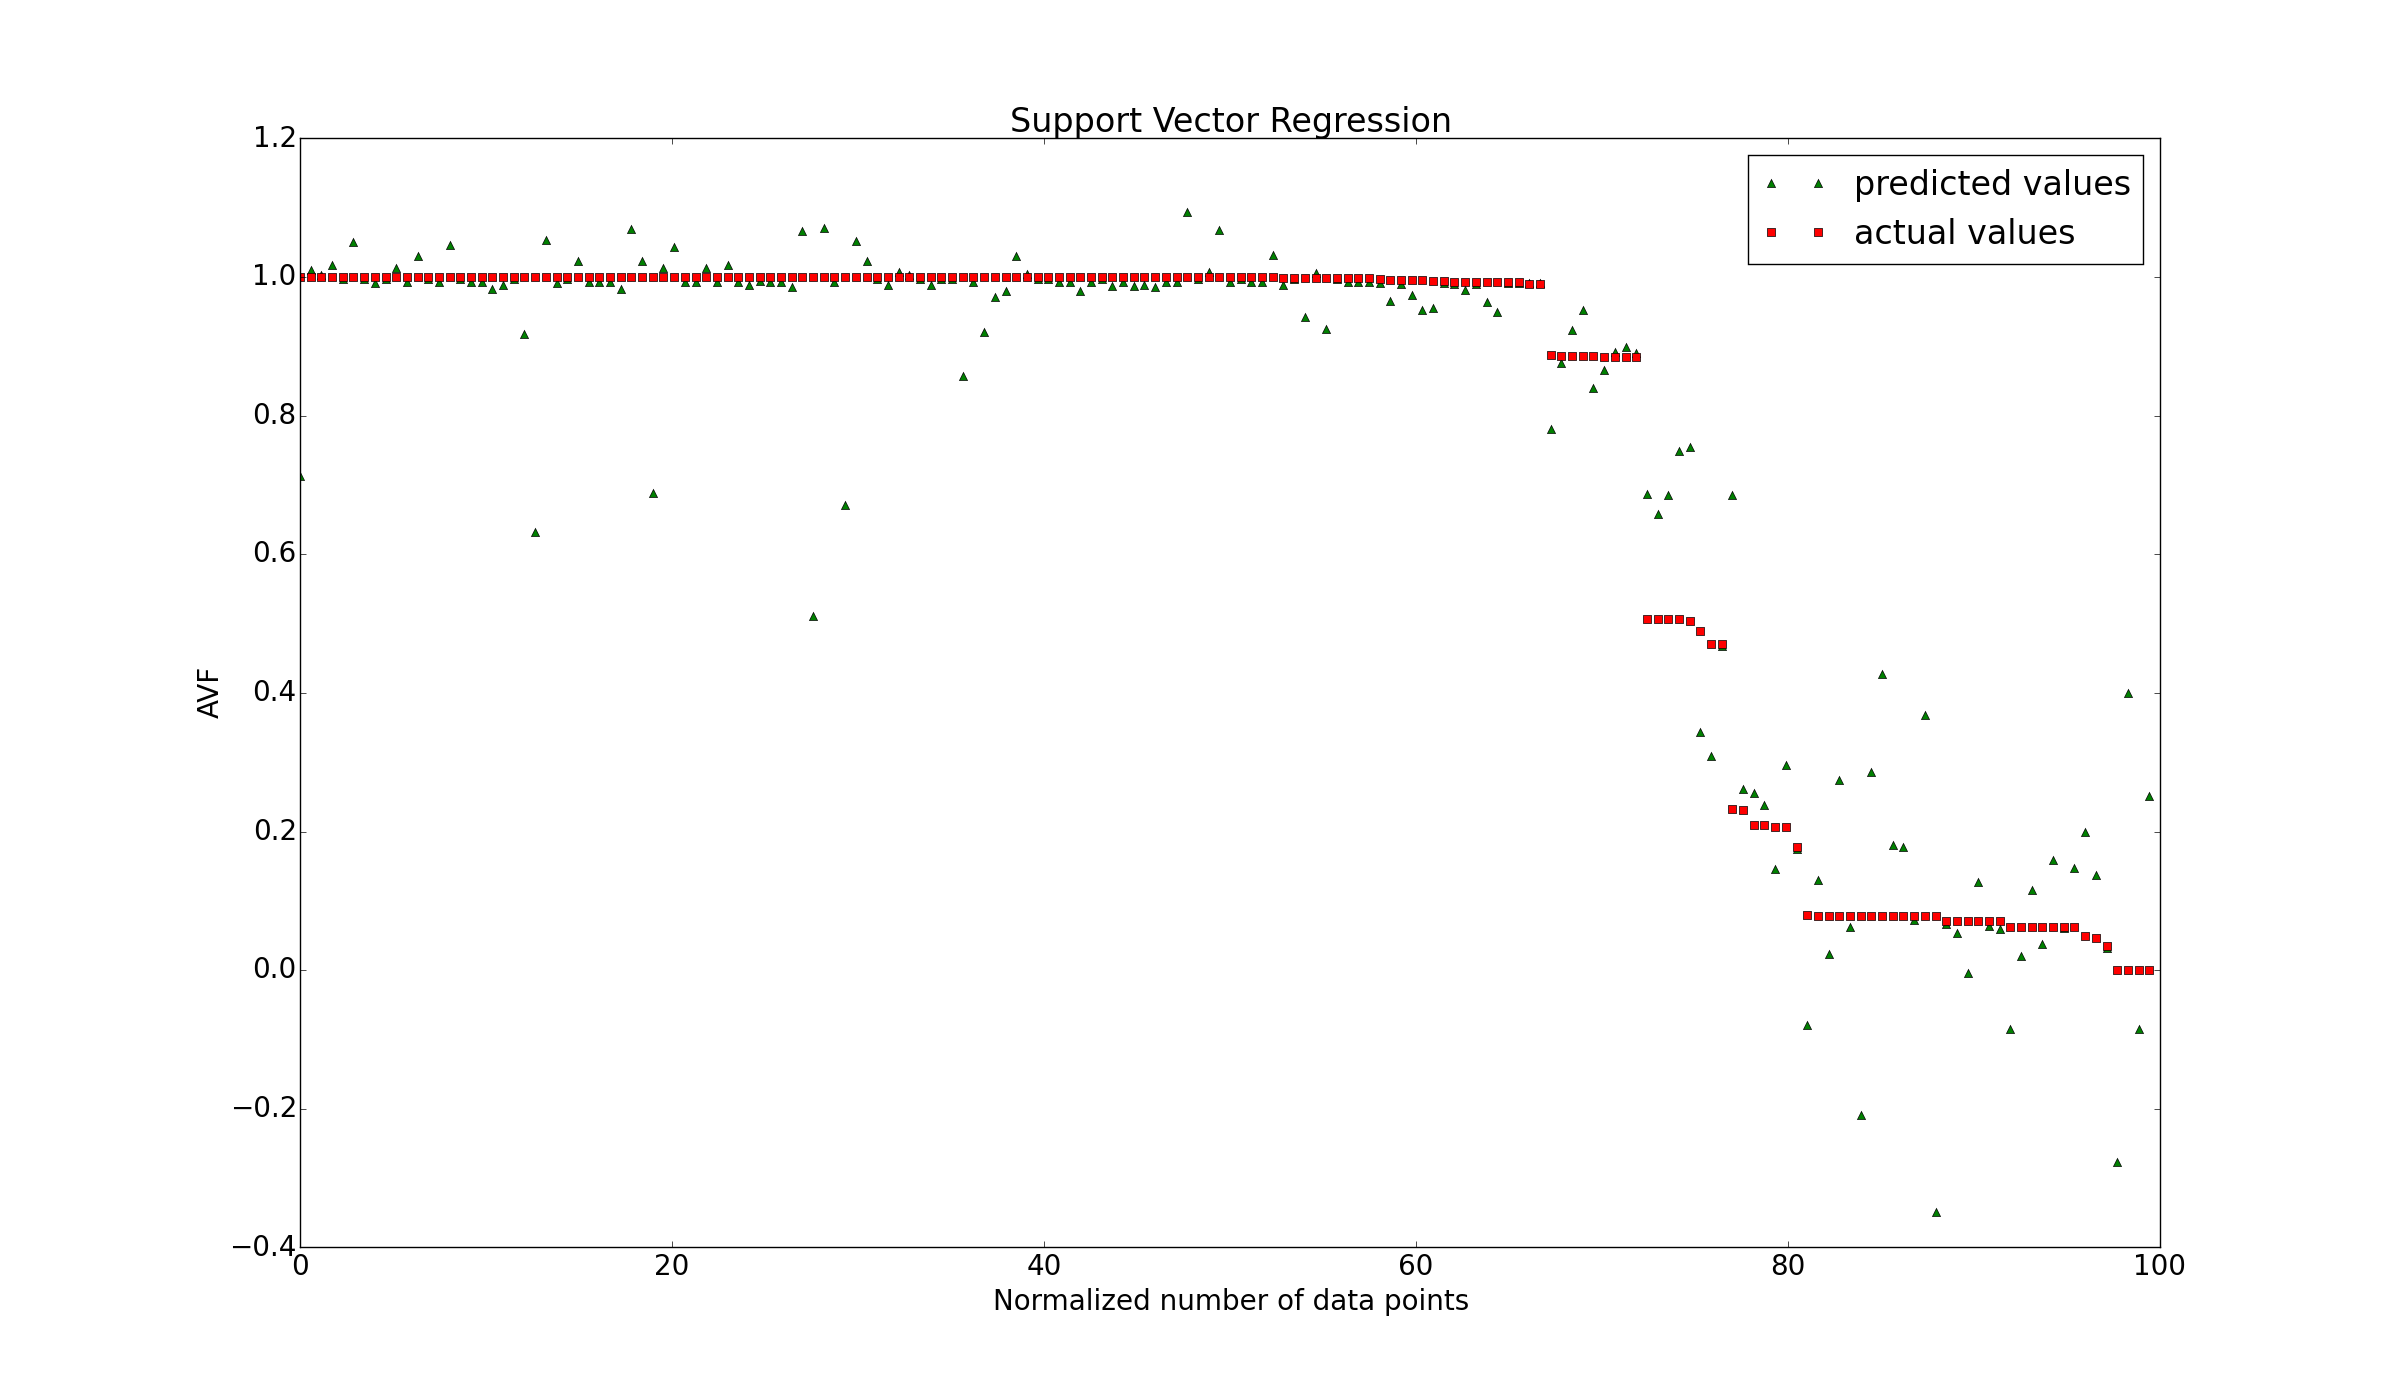 Support Vector Regression
1.2
1.0
0.8
0.6
0.4
0.2
0.0
−0.2
−0.4
AVF
predicted values
actual values
0 20 40 60 80 100
Normalized number of data points